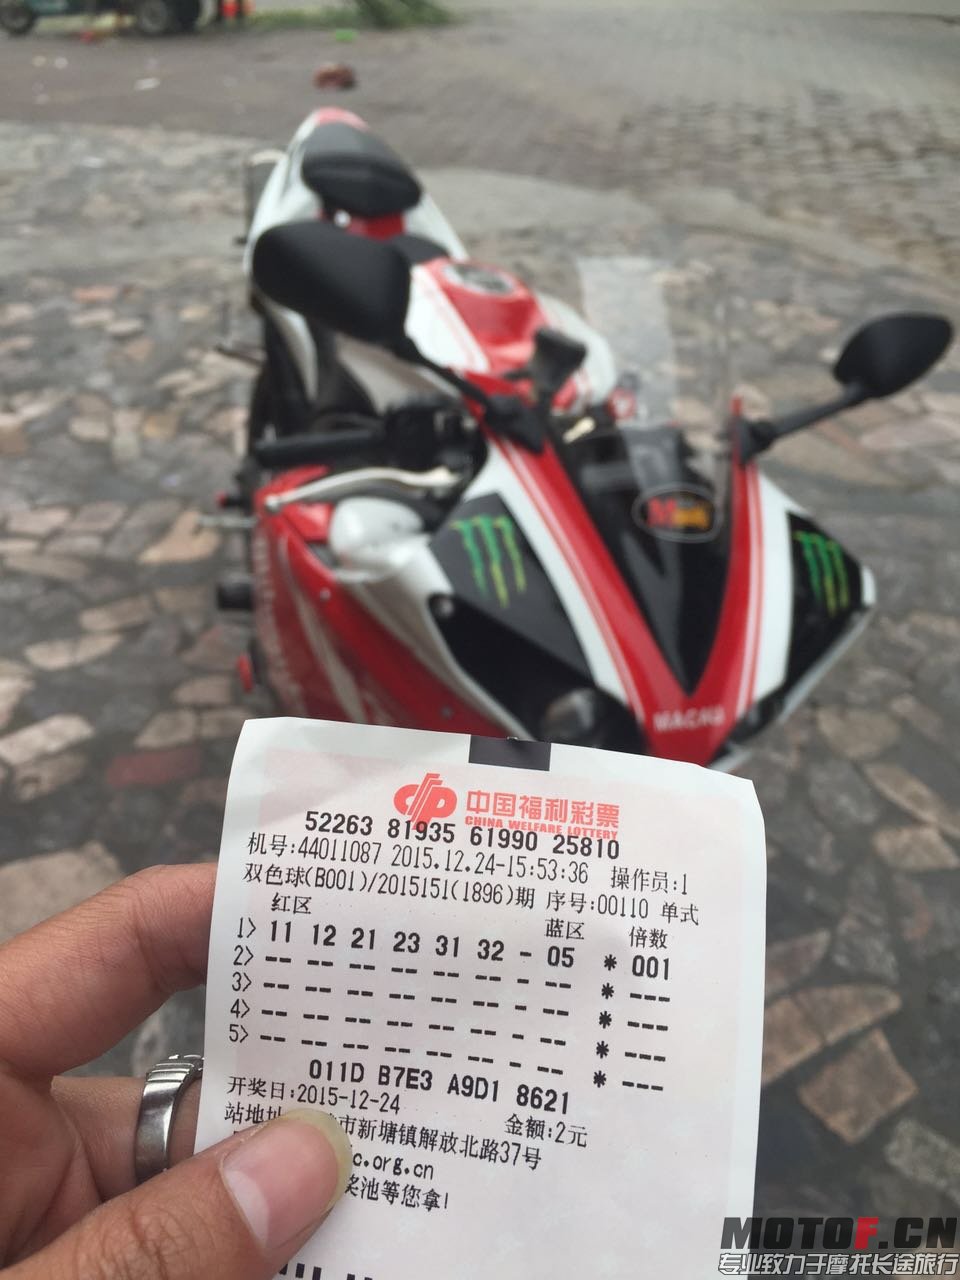 MACHU
中国福利彩票
CHINA WELFARE LOTTERY
52263 81935 61990 25810
机号:44011087 2015.12.24-15:53:36 操作员:1
双色球(B001)/2015151(1896)期 序号:00110 单式
红区 蓝区 倍数
1> 11 12 21 23 31 32 - 05 * 001
2> -- -- -- -- -- -- - -- * ---
3> -- -- -- -- -- -- - -- * ---
4> -- -- -- -- -- -- - -- * ---
5> -- -- -- -- -- -- - -- * ---
011D B7E3 A9D1 8621
开奖日:2015-12-24 金额:2元
站地址 市新塘镇解放北路37号
c.org.cn
奖池等您拿!
MOTOF.CN
专业致力于摩托长途旅行